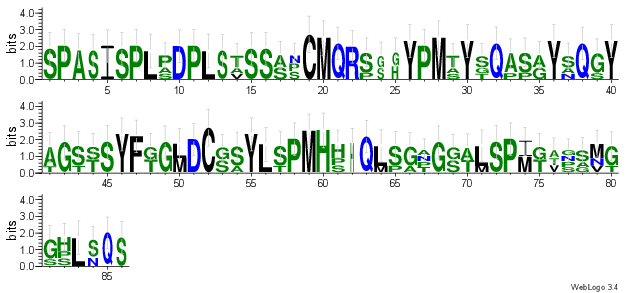 4.0
3.0
2.0
1.0
0.0
bits
SPASISPLPDPLSTSSANCMQRSGGYPMTYSQASAYSQGY
5 10 15 20 25 30 35 40
4.0
3.0
2.0
1.0
0.0
bits
AGSSSYFTGMDCGSYLSPMHHIQLSGAGSALSPIGAGSMG
45 50 55 60 65 70 75 80
4.0
3.0
2.0
1.0
0.0
bits
GHLSQS
85
WebLogo 3.4